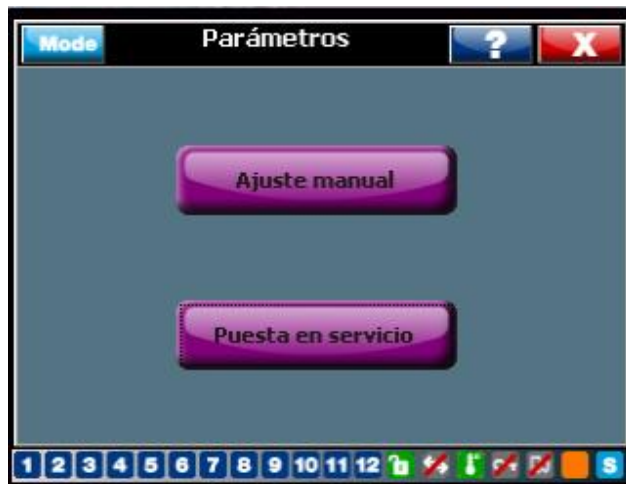 Mode Parámetros ? X
Ajuste manual
Puesta en servicio
1 2 3 4 5 6 7 8 9 10 11 12 S